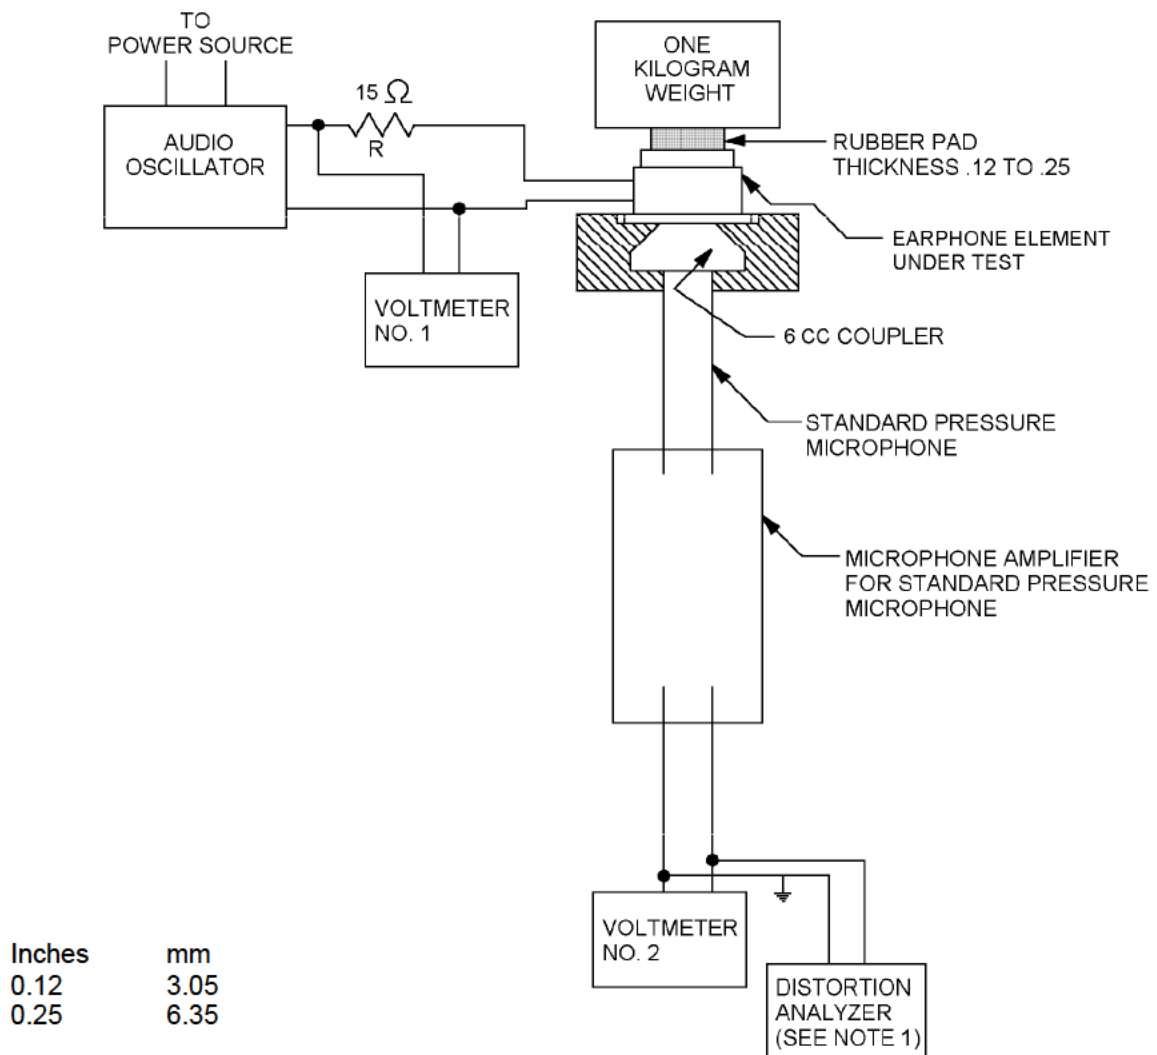 TO
POWER SOURCE
AUDIO
OSCILLATOR
15 Ω
R
VOLTMETER
NO. 1
ONE
KILOGRAM
WEIGHT
RUBBER PAD
THICKNESS .12 TO .25
EARPHONE ELEMENT
UNDER TEST
6 CC COUPLER
STANDARD PRESSURE
MICROPHONE
MICROPHONE AMPLIFIER
FOR STANDARD PRESSURE
MICROPHONE
VOLTMETER
NO. 2
DISTORTION
ANALYZER
(SEE NOTE 1)
Inches mm
0.12 3.05
0.25 6.35